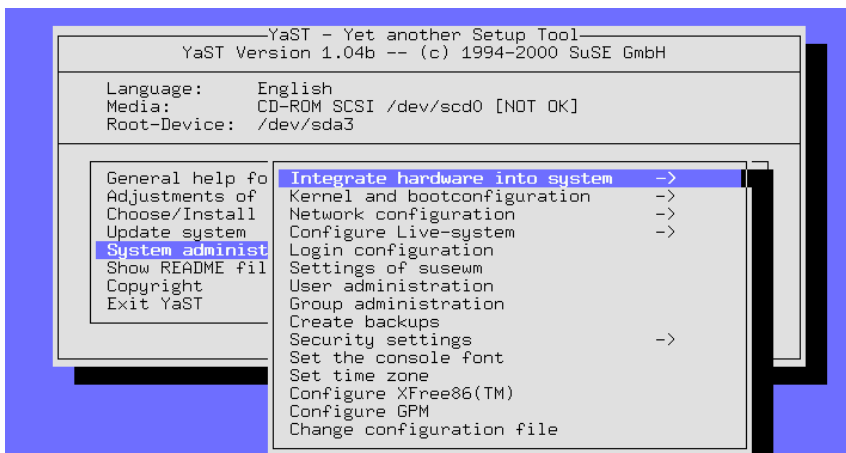 YaST - Yet another Setup Tool
YaST Version 1.04b -- (c) 1994-2000 SuSE GmbH
Language: English
Media: CD-ROM SCSI /dev/scd0 [NOT OK]
Root-Device: /dev/sda3
General help fo
Adjustments of
Choose/Install
Update system
System administ
Show README fil
Copyright
Exit YaST
Integrate hardware into system ->
Kernel and bootconfiguration ->
Network configuration ->
Configure Live-system ->
Login configuration
Settings of susewm
User administration
Group administration
Create backups
Security settings ->
Set the console font
Set time zone
Configure XFree86(TM)
Configure GPM
Change configuration file